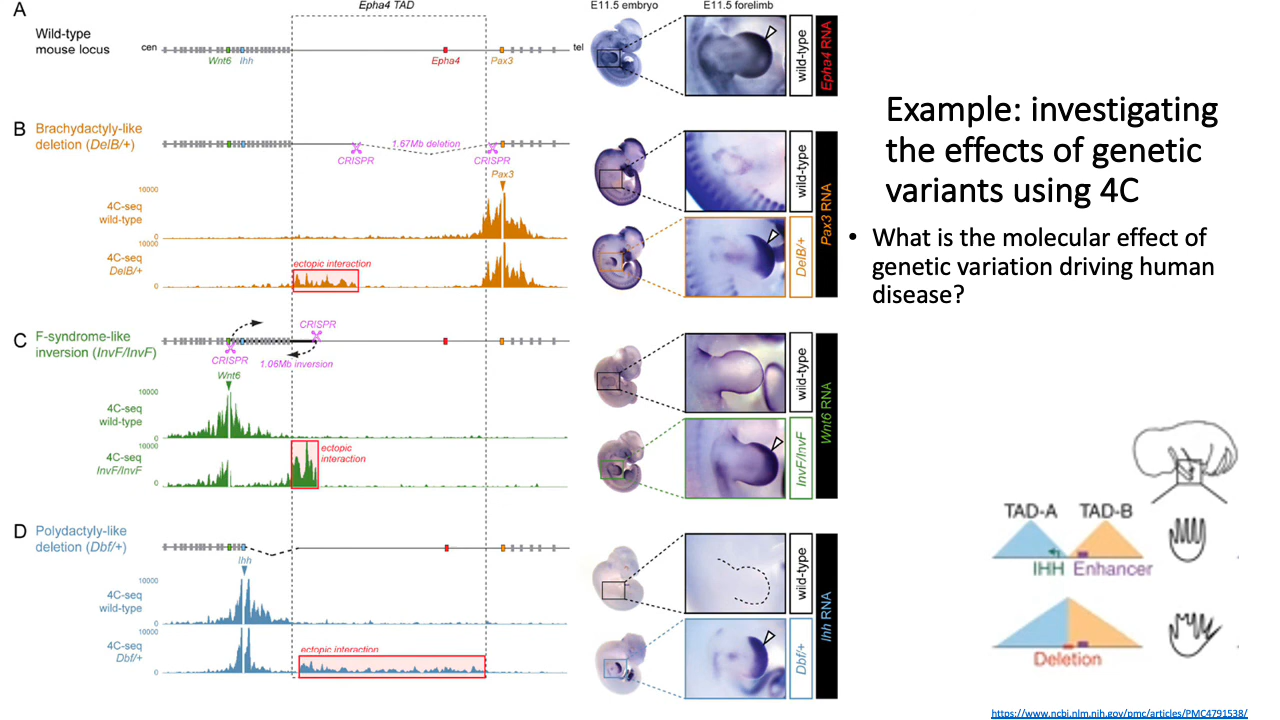 A
Wild-type
mouse locus
Epha4 TAD
cen
tel
Wnt6
Ihh
Epha4
Pax3
E11.5 embryo
E11.5 forelimb
wild-type
Epha4 RNA
B
Brachydactyly-like
deletion (DelB/+)
1.67Mb deletion
CRISPR
CRISPR
Pax3
10000
4C-seq
wild-type
0
10000
4C-seq
DelB/+
0
ectopic interaction
wild-type
DelB/+
Pax3 RNA
C
F-syndrome-like
inversion (InvF/InvF)
CRISPR
CRISPR
1.06Mb inversion
Wnt6
10000
4C-seq
wild-type
0
10000
4C-seq
InvF/InvF
0
ectopic
interaction
wild-type
InvF/InvF
Wnt6 RNA
D
Polydactyly-like
deletion (Dbf/+)
Ihh
10000
4C-seq
wild-type
0
10000
4C-seq
Dbf/+
0
ectopic interaction
wild-type
Dbf/+
Ihh RNA
Example: investigating
the effects of genetic
variants using 4C
• What is the molecular effect of
genetic variation driving human
disease?
TAD-A
TAD-B
IHH
Enhancer
Deletion
https://www.ncbi.nlm.nih.gov/pmc/articles/PMC4791538/